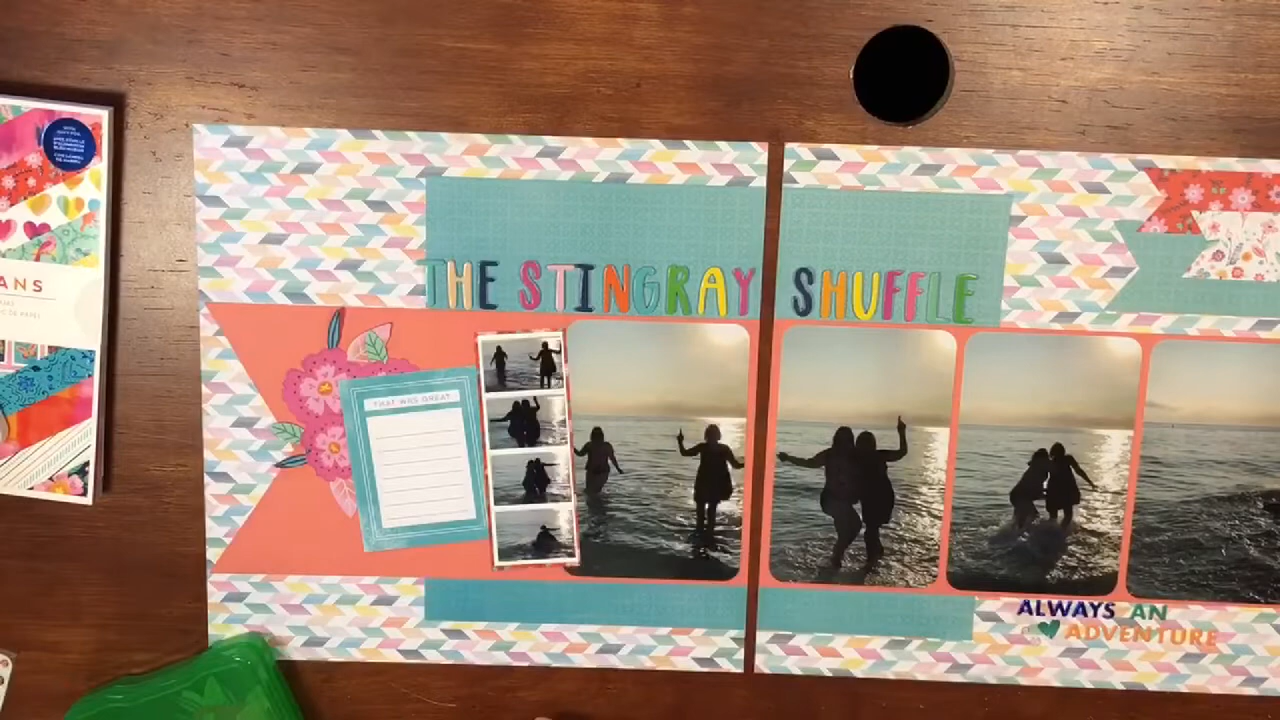 ANS
THE STINGRAY SHUFFLE
THAT WAS GREAT
ALWAYS AN
ADVENTURE